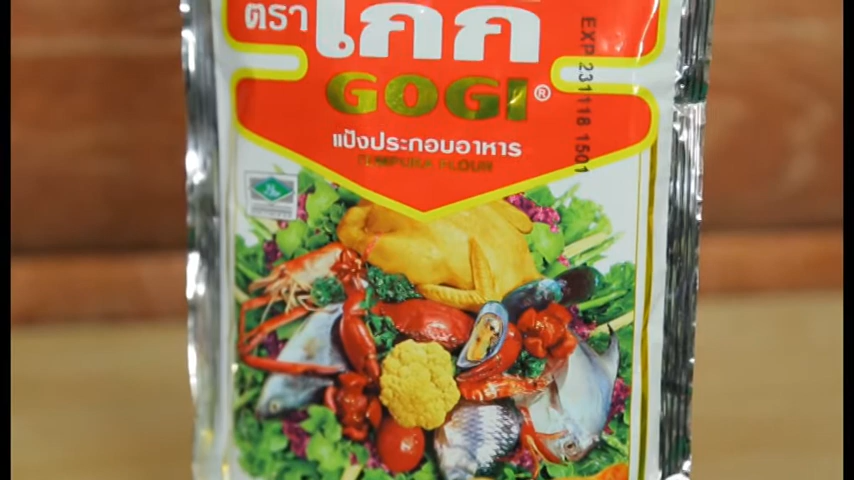 ตรา โกกิ
GOGI®
แป้งประกอบอาหาร
TEMPURA FLOUR
EXP 231118 1501